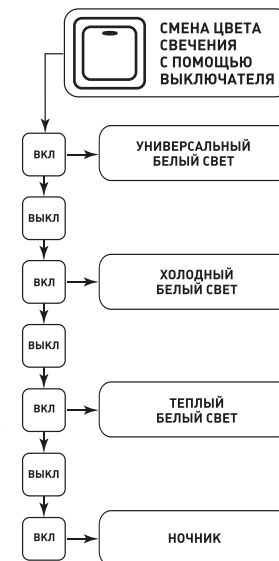 СМЕНА ЦВЕТА
СВЕЧЕНИЯ
С ПОМОЩЬЮ
ВЫКЛЮЧАТЕЛЯ
ВКЛ
УНИВЕРСАЛЬНЫЙ
БЕЛЫЙ СВЕТ
ВЫКЛ
ВКЛ
ХОЛОДНЫЙ
БЕЛЫЙ СВЕТ
ВЫКЛ
ВКЛ
ТЕПЛЫЙ
БЕЛЫЙ СВЕТ
ВЫКЛ
ВКЛ
НОЧНИК